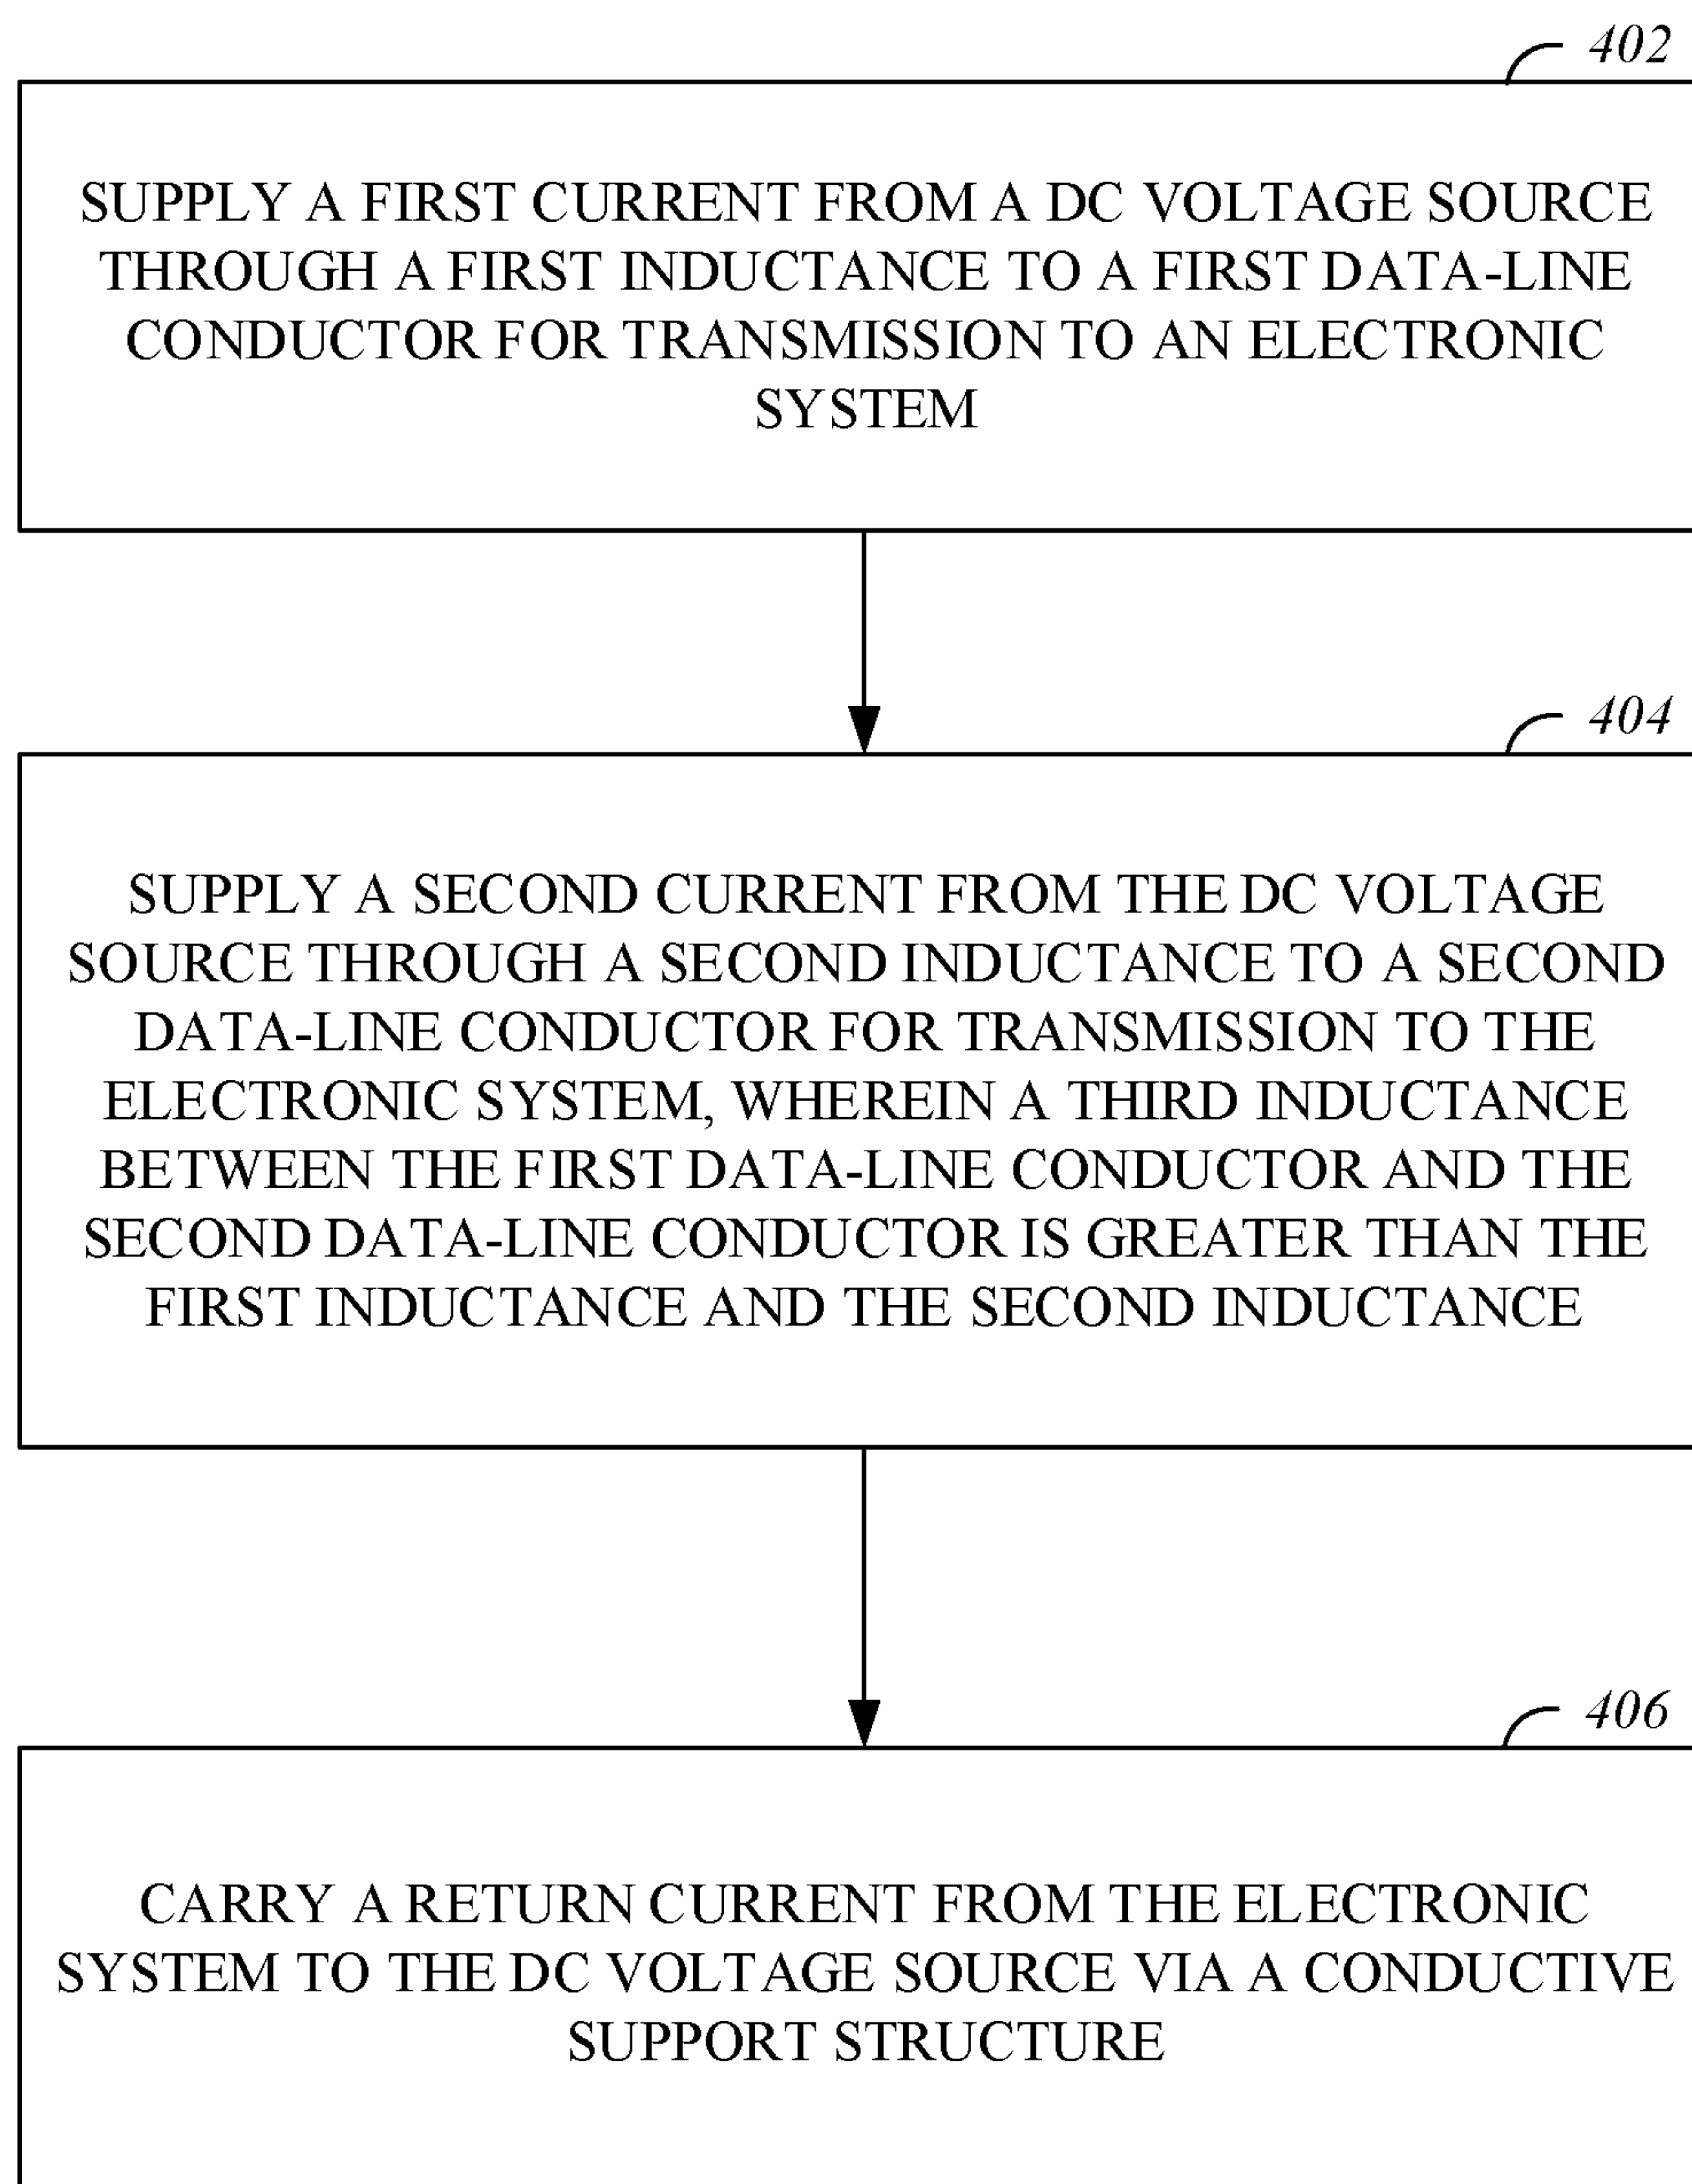 402
SUPPLY A FIRST CURRENT FROM A DC VOLTAGE SOURCE
THROUGH A FIRST INDUCTANCE TO A FIRST DATA-LINE
CONDUCTOR FOR TRANSMISSION TO AN ELECTRONIC
SYSTEM
404
SUPPLY A SECOND CURRENT FROM THE DC VOLTAGE
SOURCE THROUGH A SECOND INDUCTANCE TO A SECOND
DATA-LINE CONDUCTOR FOR TRANSMISSION TO THE
ELECTRONIC SYSTEM, WHEREIN A THIRD INDUCTANCE
BETWEEN THE FIRST DATA-LINE CONDUCTOR AND THE
SECOND DATA-LINE CONDUCTOR IS GREATER THAN THE
FIRST INDUCTANCE AND THE SECOND INDUCTANCE
406
CARRY A RETURN CURRENT FROM THE ELECTRONIC
SYSTEM TO THE DC VOLTAGE SOURCE VIA A CONDUCTIVE
SUPPORT STRUCTURE